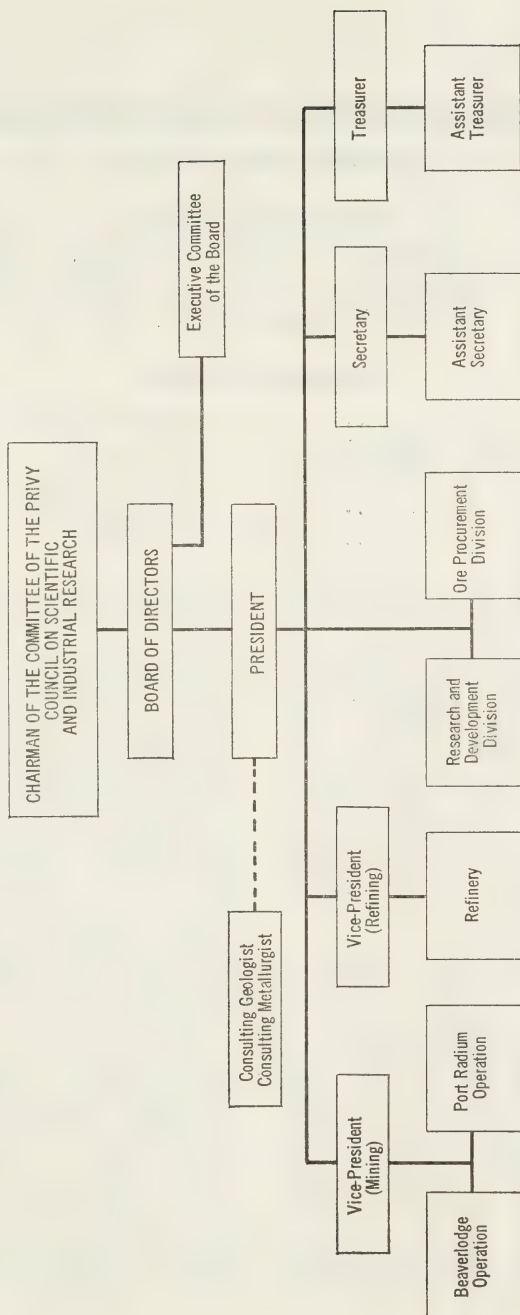 CHAIRMAN OF THE COMMITTEE OF THE PRIVY
COUNCIL ON SCIENTIFIC
AND INDUSTRIAL RESEARCH
BOARD OF DIRECTORS
Executive Committee
of the Board
PRESIDENT
Consulting Geologist
Consulting Metallurgist
Vice-President
(Mining)
Vice-President
(Refining)
Secretary
Treasurer
Beaverlodge
Operation
Port Radium
Operation
Refinery
Research and
Development
Division
Ore Procurement
Division
Assistant
Secretary
Assistant
Treasurer